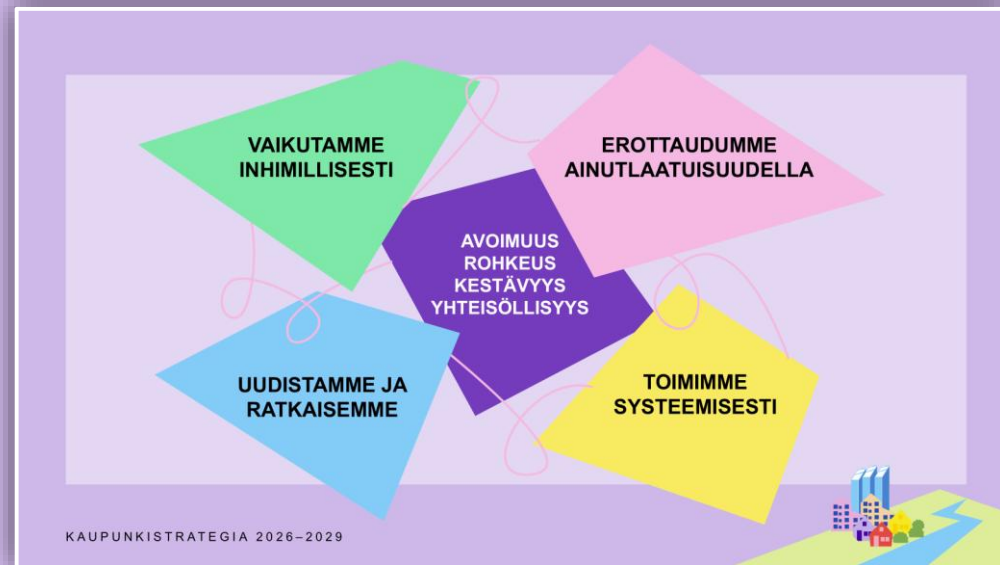 VAIKUTAMME
INHIMILLISESTI
EROTTAUDUMME
AINUTLAATUISUUDELLA
AVOIMUUS
ROHKEUS
KESTÄVYYS
YHTEISÖLLISYYS
UUDISTAMME JA
RATKAISEMME
TOIMIMME
SYSTEEMISESTI
KAUPUNKISTRATEGIA 2026–2029